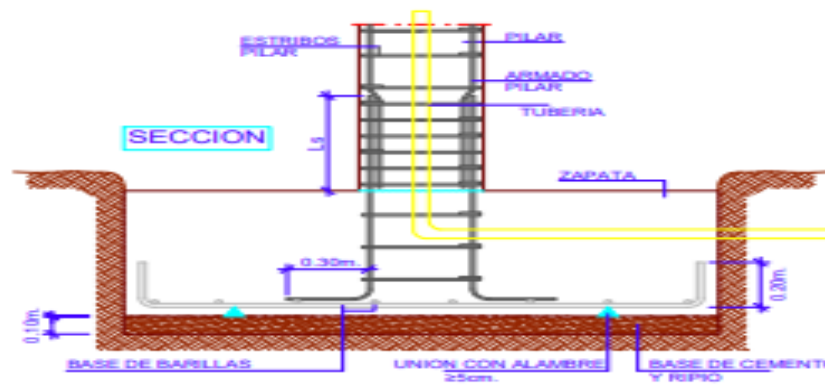 ESTRIBOS
PILAR
PILAR
ARMADO
PILAR
TUBERIA
SECCION
Ls
ZAPATA
0.30m.
0.20m.
0.10m.
BASE DE BARILLAS
UNION CON ALAMBRE
≥5cm.
BASE DE CEMENTO
Y RIPIO